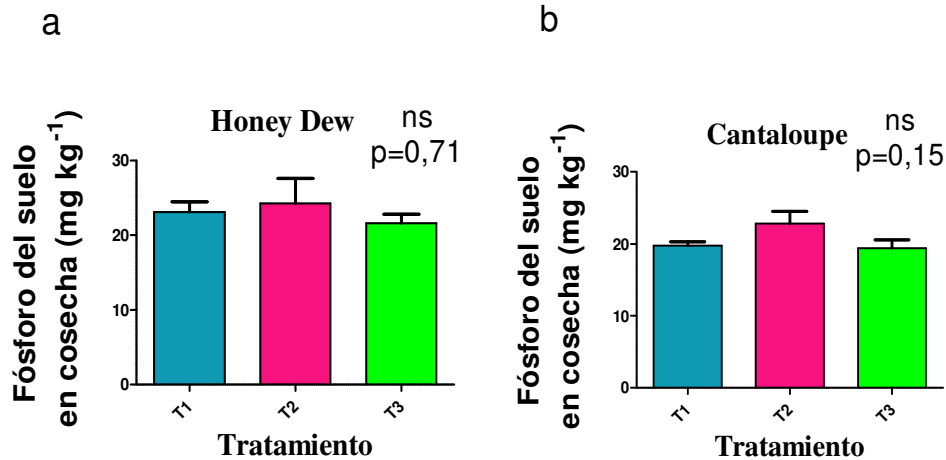 a
Honey Dew
ns
p=0,71
Fósforo del suelo
en cosecha (mg kg-1)
30
20
10
0
T1 T2 T3
Tratamiento
b
Cantaloupe
ns
p=0,15
Fósforo del suelo
en cosecha (mg kg-1)
30
20
10
0
T1 T2 T3
Tratamiento